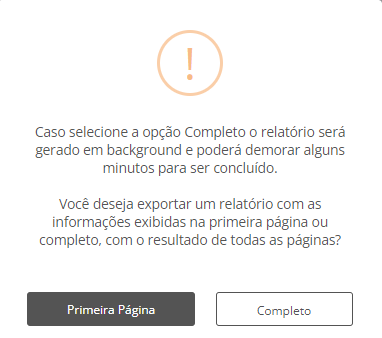 !
Caso selecione a opção Completo o relatório será
gerado em background e poderá demorar alguns
minutos para ser concluído.
Você deseja exportar um relatório com as
informações exibidas na primeira página ou
completo, com o resultado de todas as páginas?
Primeira Página
Completo